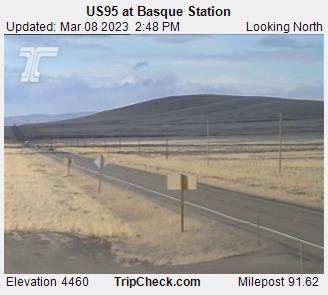 US95 at Basque Station
Updated: Mar 08 2023 2:48 PM Looking North
Elevation 4460 TripCheck.com Milepost 91.62